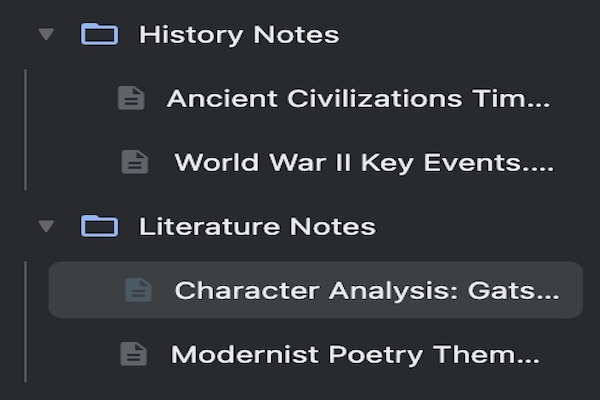 History Notes
Ancient Civilizations Tim...
World War II Key Events....
Literature Notes
Character Analysis: Gats...
Modernist Poetry Them...